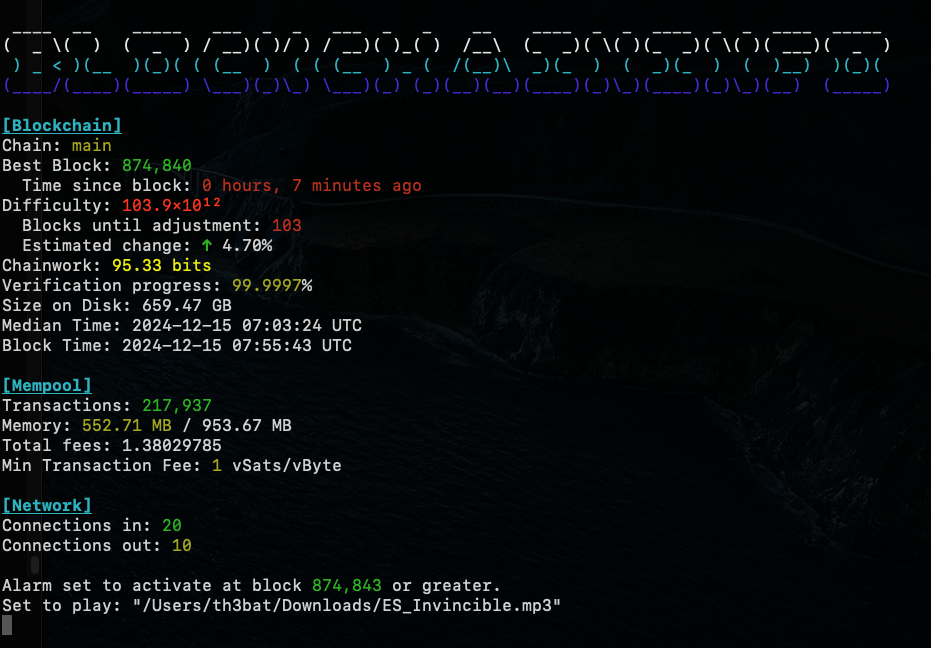 BLOCKCHAININFO
[Blockchain]
Chain: main
Best Block: 874,840
Time since block: 0 hours, 7 minutes ago
Difficulty: 103.9×10¹²
Blocks until adjustment: 103
Estimated change: ↑ 4.70%
Chainwork: 95.33 bits
Verification progress: 99.9997%
Size on Disk: 659.47 GB
Median Time: 2024-12-15 07:03:24 UTC
Block Time: 2024-12-15 07:55:43 UTC
[Mempool]
Transactions: 217,937
Memory: 552.71 MB / 953.67 MB
Total fees: 1.38029785
Min Transaction Fee: 1 vSats/vByte
[Network]
Connections in: 20
Connections out: 10
Alarm set to activate at block 874,843 or greater.
Set to play: "/Users/th3bat/Downloads/ES_Invincible.mp3"